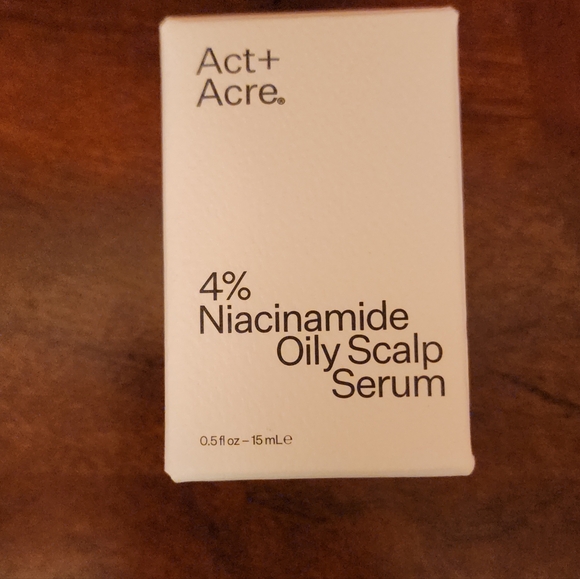 Act+
Acre®
4%
Niacinamide
Oily Scalp
Serum
0.5 fl oz – 15 mL℮